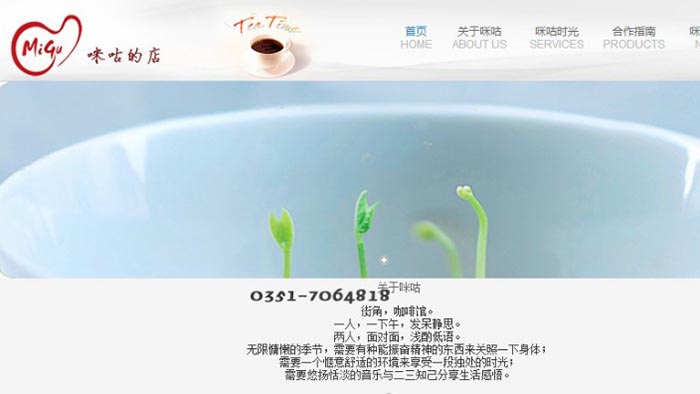 MiGu
咪咕的店
Tea Time
首页 关于咪咕 咪咕时光 合作指南 咪
HOME ABOUT US SERVICES PRODUCTS N
关于咪咕
0351-7064818
街角，咖啡馆。
一人，一下午，发呆静思。
两人，面对面，浅酌低语。
无限慵懒的季节，需要有种能振奋精神的东西来关照一下身体；
需要一个惬意舒适的环境来享受一段独处的时光；
需要悠扬恬淡的音乐与二三知己分享生活感悟。